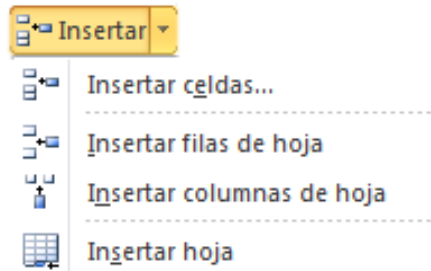 Insertar
Insertar celdas...
Insertar filas de hoja
Insertar columnas de hoja
Insertar hoja